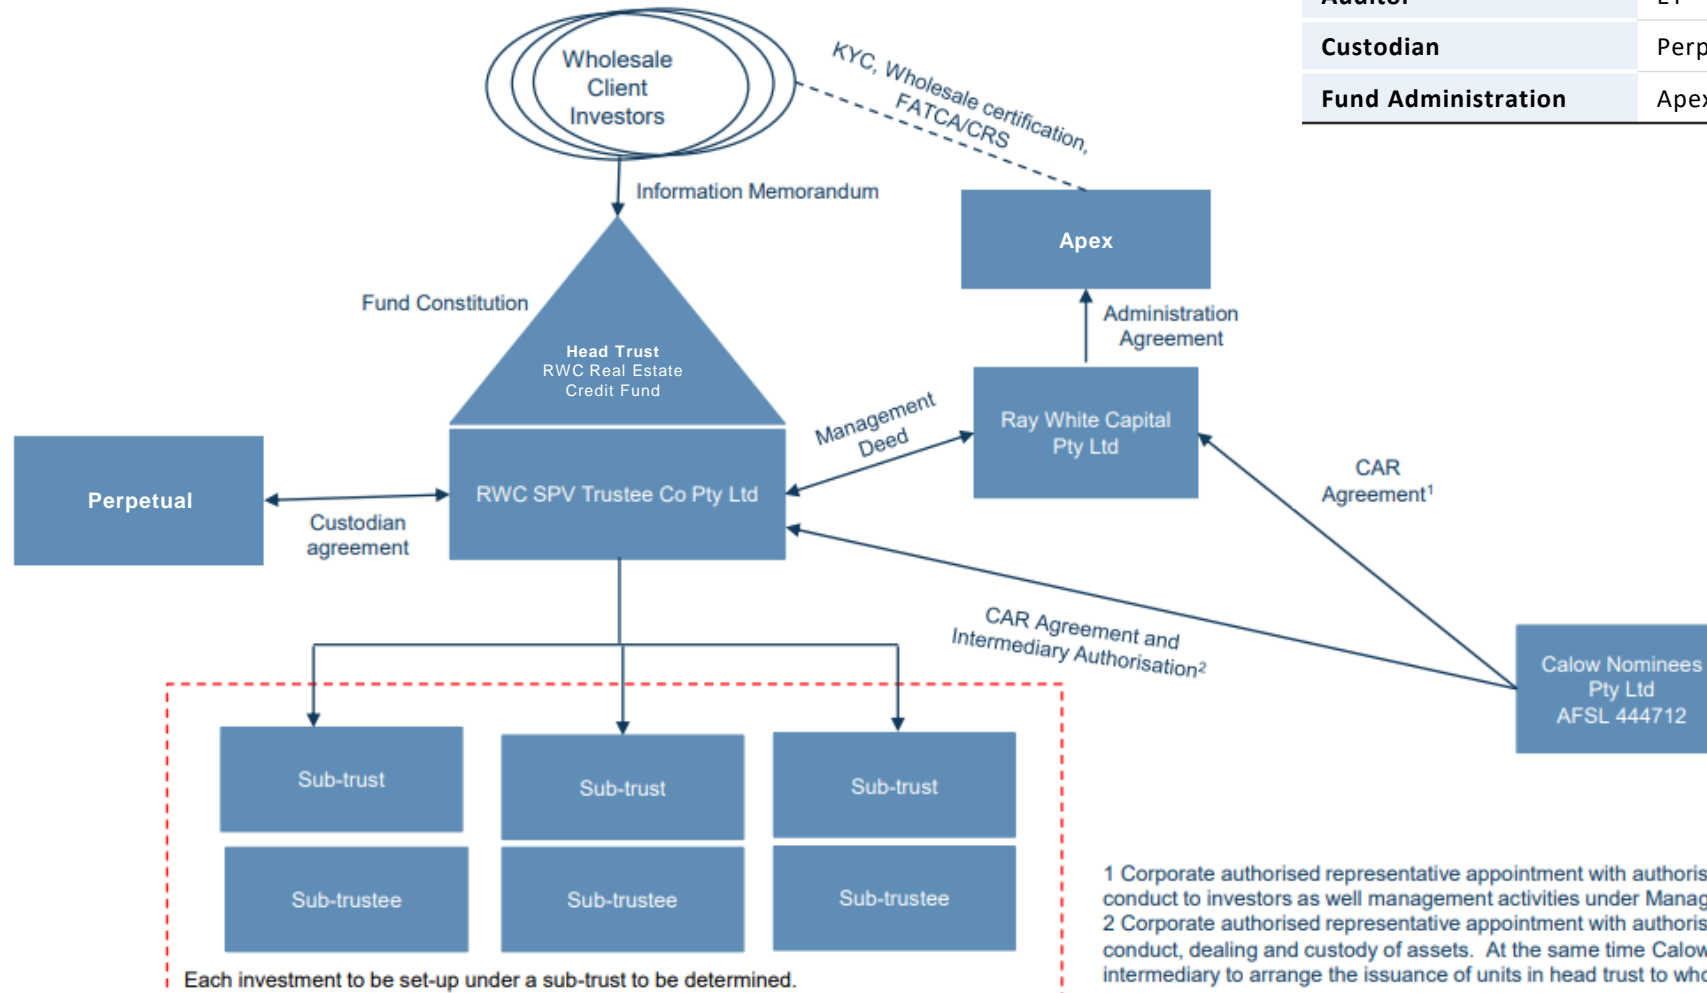 Wholesale
Client
Investors
KYC, Wholesale certification,
FATCA/CRS
Custodian
Fund Administration
Information Memorandum
Apex
Fund Constitution
Administration
Agreement
Head Trust
RWC Real Estate
Credit Fund
Management
Deed
Ray White Capital
Pty Ltd
CAR
Agreement¹
Perpetual
Custodian
agreement
RWC SPV Trustee Co Pty Ltd
CAR Agreement and
Intermediary Authorisation²
Calow Nominees
Pty Ltd
AFSL 444712
Sub-trust
Sub-trust
Sub-trust
Sub-trustee
Sub-trustee
Sub-trustee
Each investment to be set-up under a sub-trust to be determined.
1 Corporate authorised representative appointment with
conduct to investors as well management activities under
2 Corporate authorised representative appointment with
conduct, dealing and custody of assets. At the same time Calow
intermediary to arrange the issuance of units in head trust to